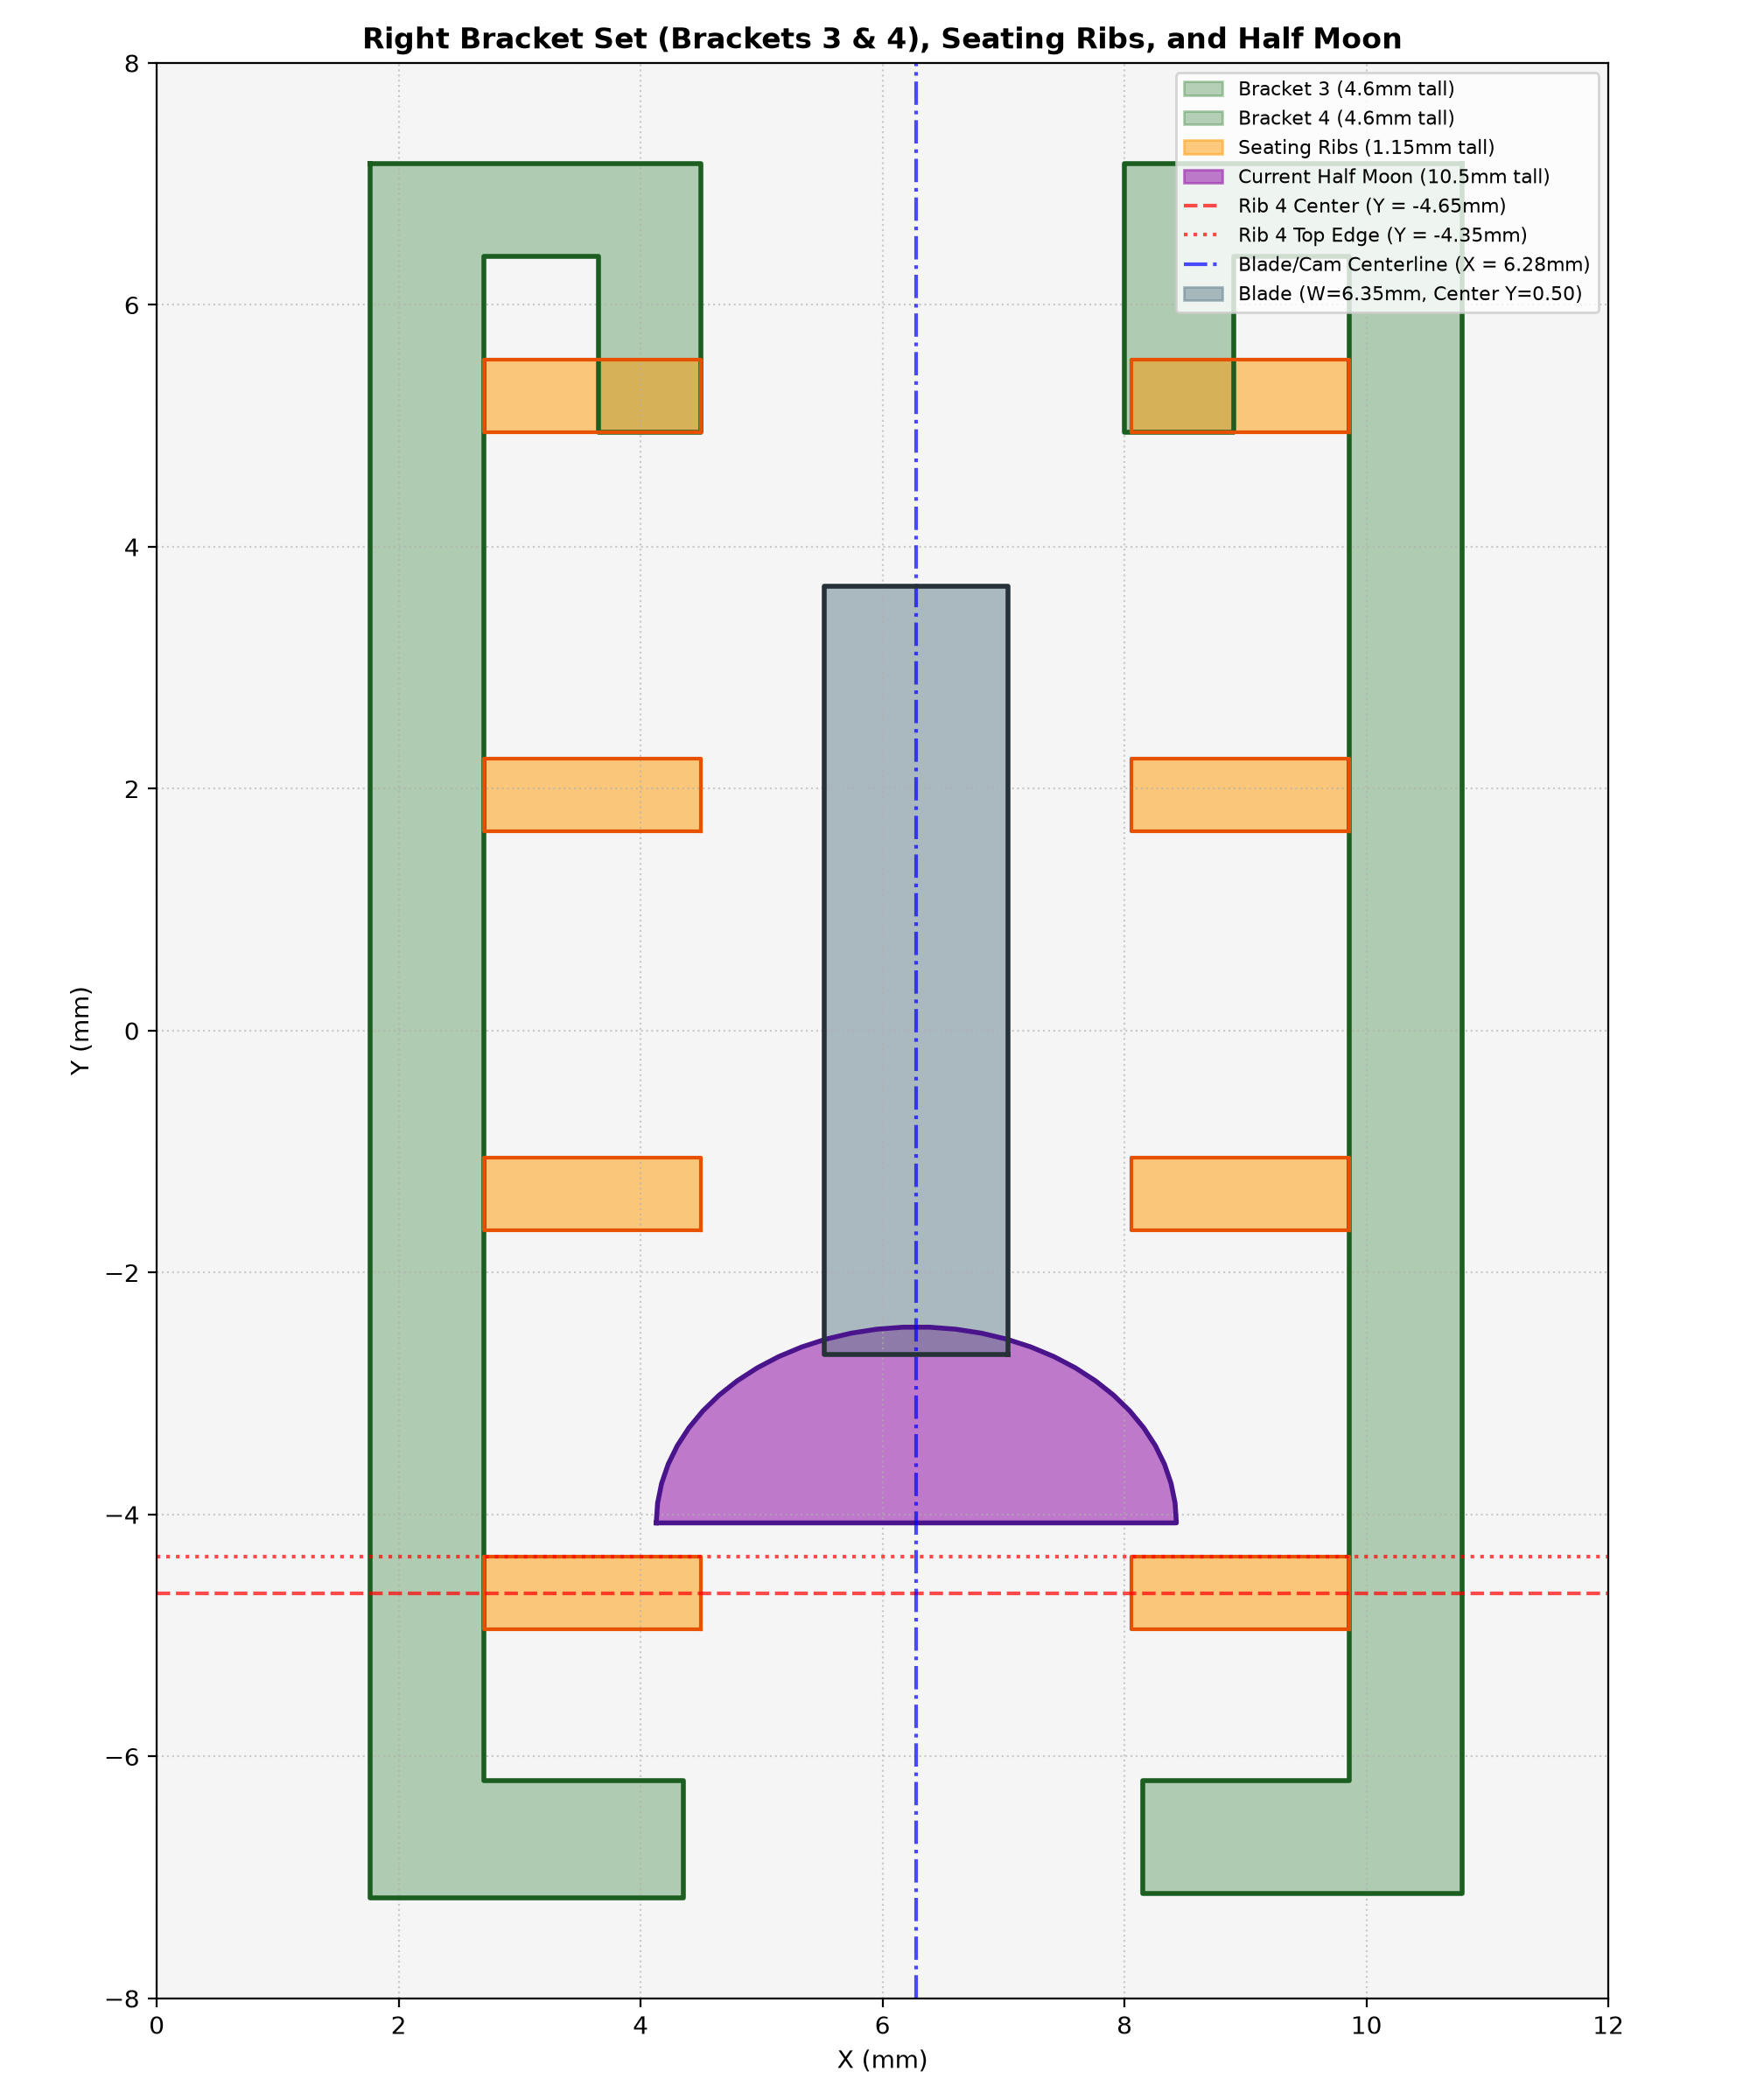 Right Bracket Set (Brackets 3 & 4), Seating Ribs, and Half Moon
Bracket 3 (4.6mm tall)
Bracket 4 (4.6mm tall)
Seating Ribs (1.15mm tall)
Current Half Moon (10.5mm tall)
Rib 4 Center (Y = -4.65mm)
Rib 4 Top Edge (Y = -4.35mm)
Blade/Cam Centerline (X = 6.28mm)
Blade (W=6.35mm, Center Y=0.50)
8
6
4
2
0
−2
−4
−6
−8
Y (mm)
0 2 4 6 8 10 12
X (mm)